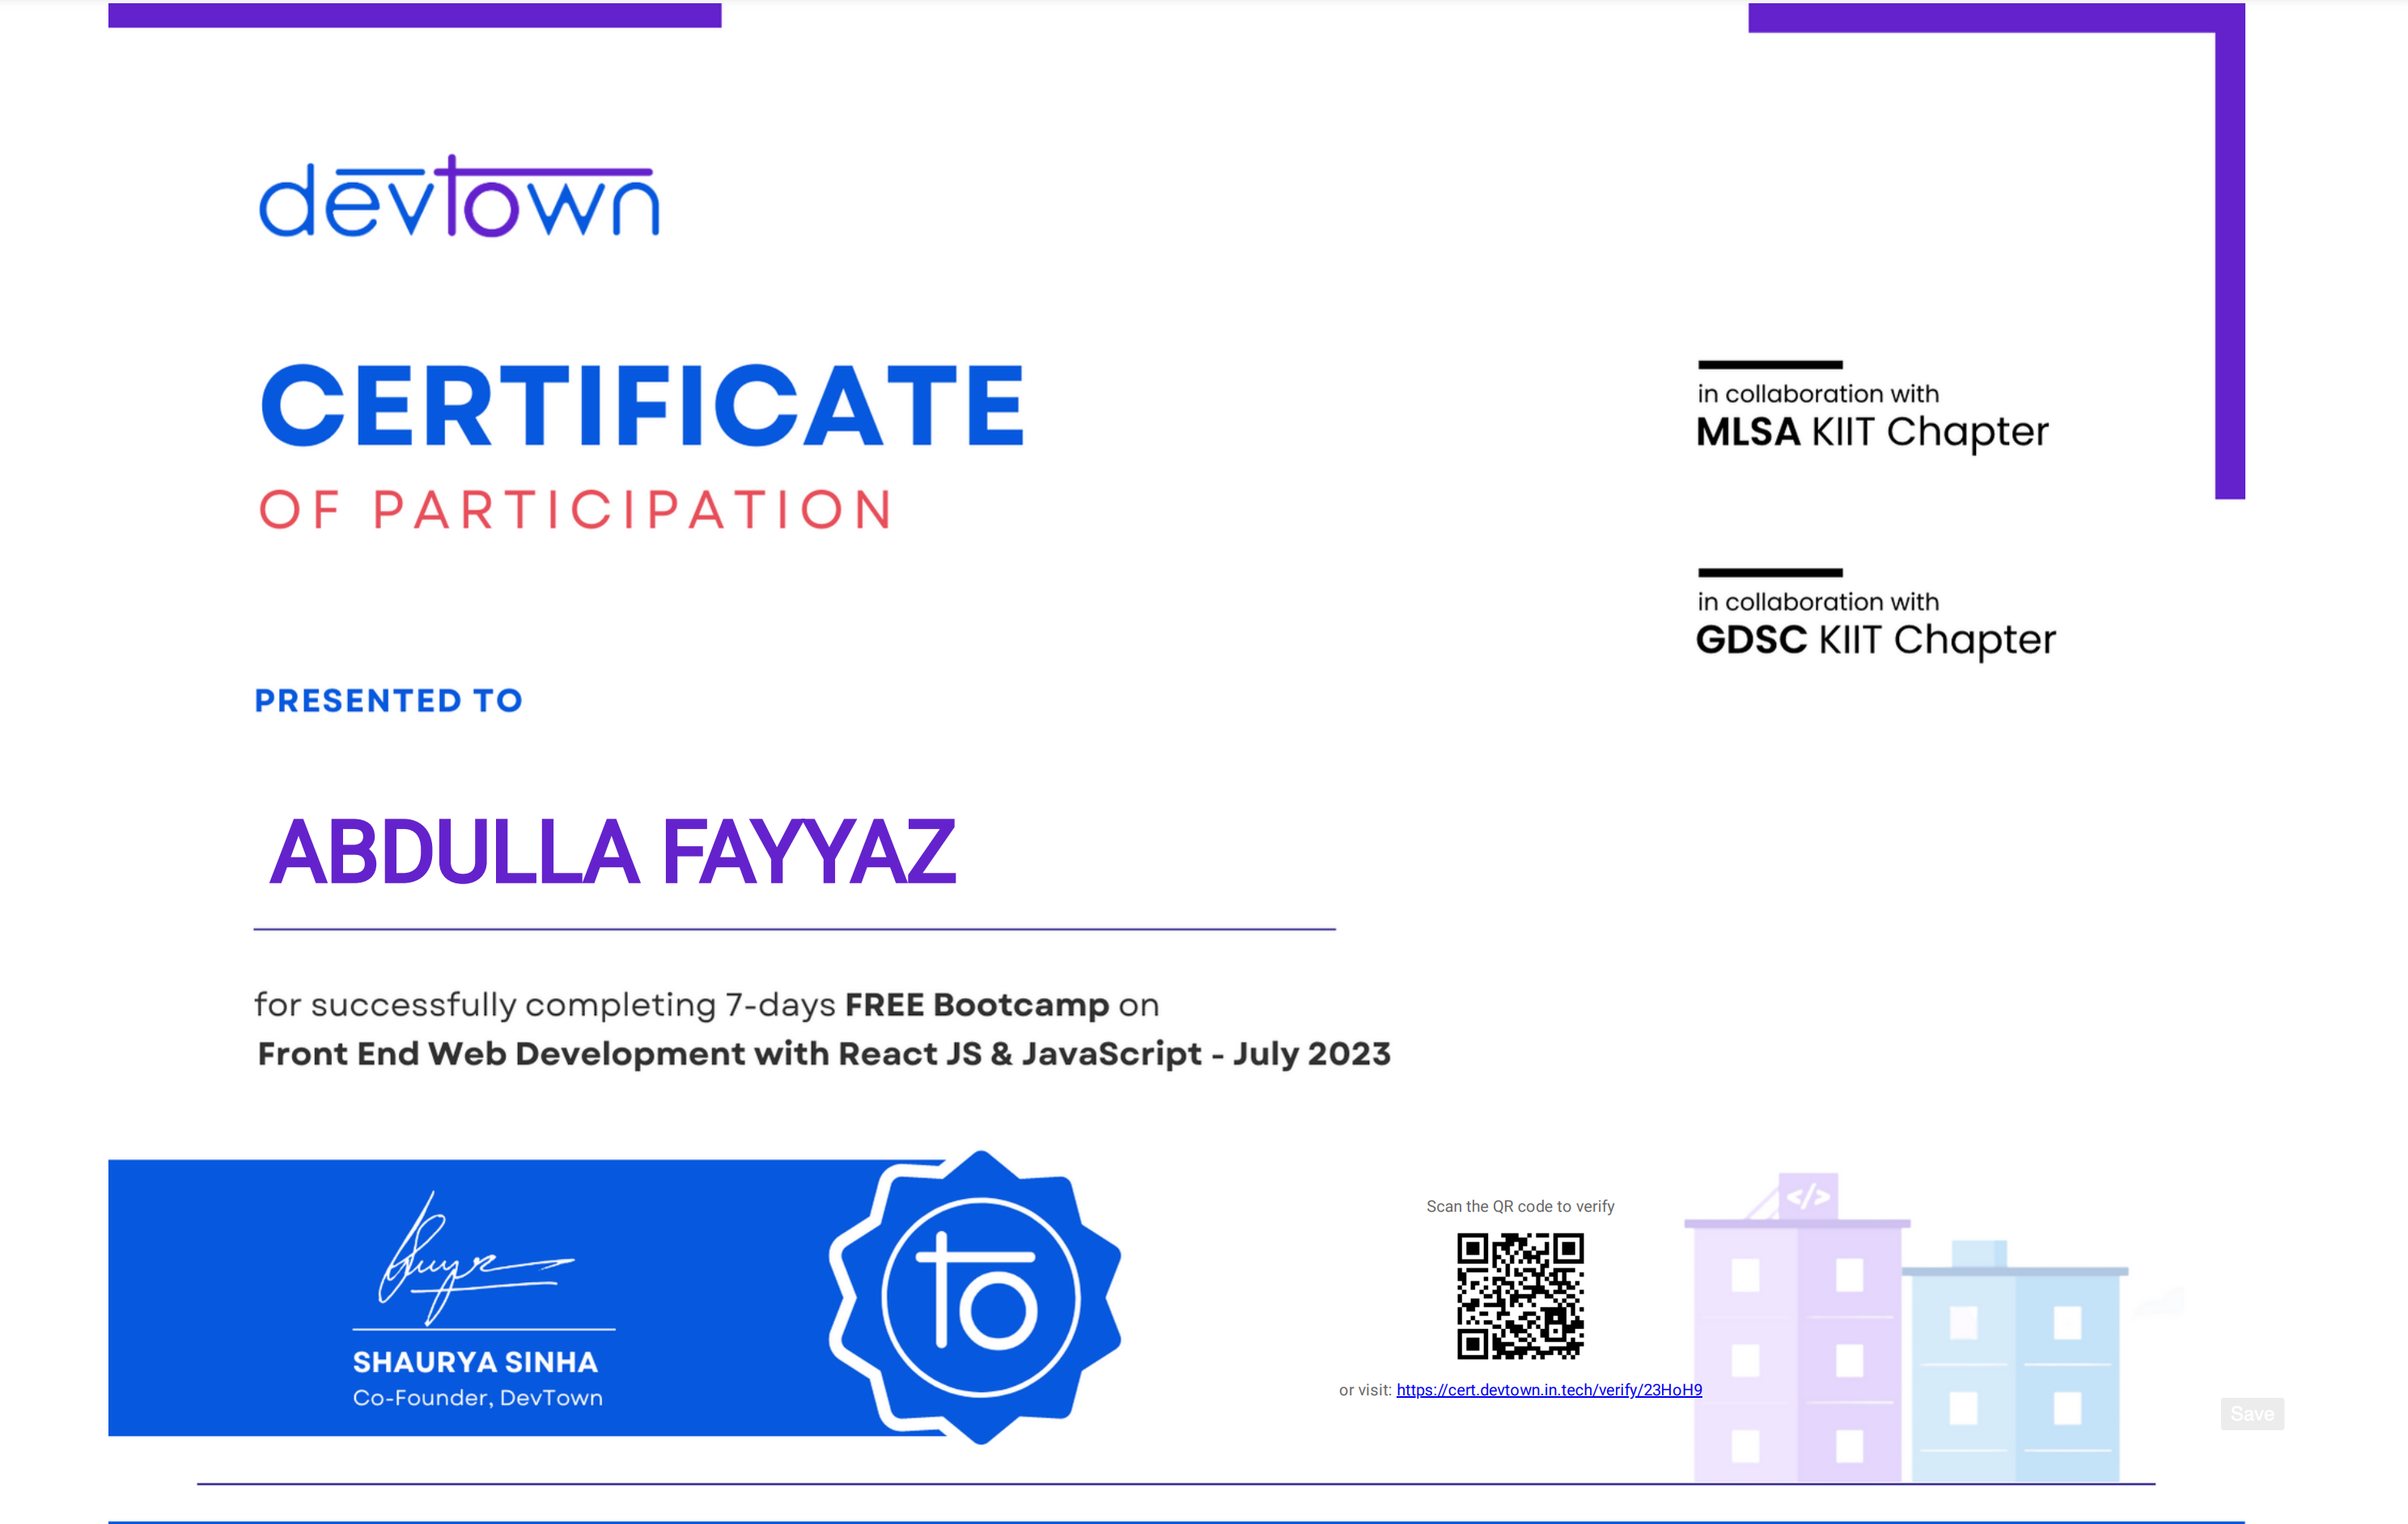 devtown
CERTIFICATE
OF PARTICIPATION
in collaboration with
MLSA KIIT Chapter
in collaboration with
GDSC KIIT Chapter
PRESENTED TO
ABDULLA FAYYAZ
for successfully completing 7-days FREE Bootcamp on
Front End Web Development with React JS & JavaScript - July 2023
SHAURYA SINHA
Co-Founder, DevTown
to
Scan the QR code to verify
or visit: https://cert.devtown.in.tech/verify/23HoH9
</>
Save